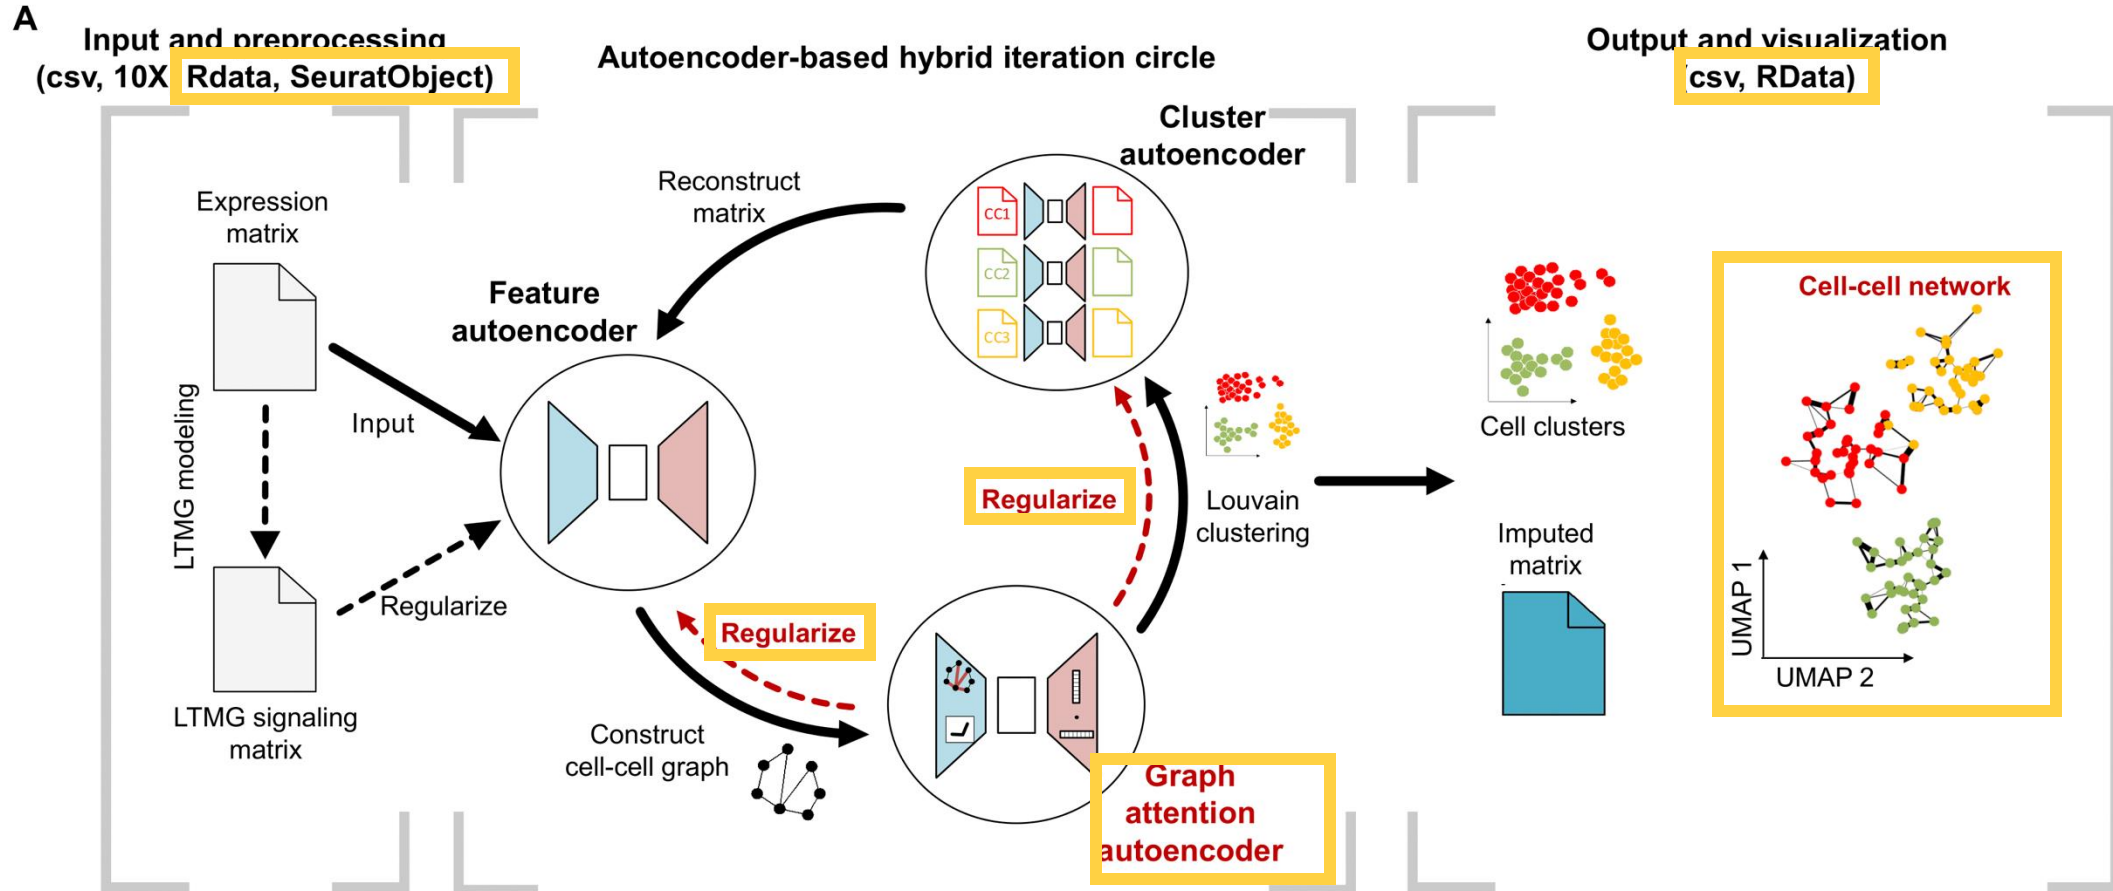 A
Input and preprocessing
(csv, 10X, Rdata, SeuratObject)
Autoencoder-based hybrid iteration circle
Output and visualization
(csv, RData)
Expression
matrix
LTMG modeling
Input
LTMG signaling
matrix
Regularize
Feature
autoencoder
Reconstruct
matrix
Cluster
autoencoder
CC1
CC2
CC3
Regularize
Regularize
Construct
cell-cell graph
Graph
attention
autoencoder
Louvain
clustering
Cell clusters
Imputed
matrix
Cell-cell network
UMAP 1
UMAP 2